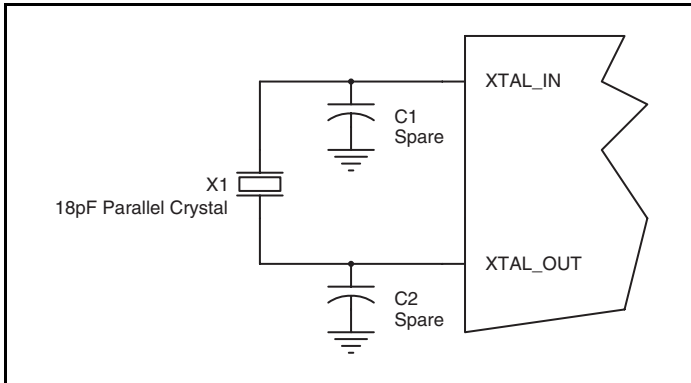 XTAL_IN
C1
Spare
X1
18pF Parallel Crystal
XTAL_OUT
C2
Spare